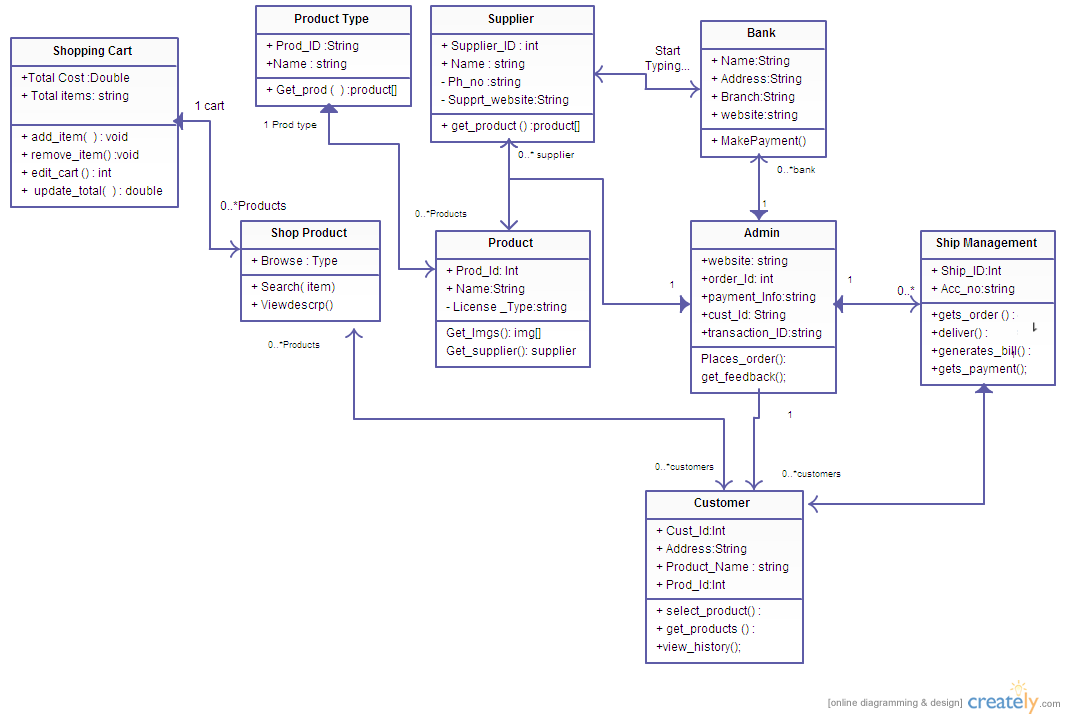 Shopping Cart
+Total Cost :Double
+ Total items: string
+ add_item( ) : void
+ remove_item() :void
+ edit_cart () : int
+ update_total( ) : double
1 cart
0..*Products
Product Type
+ Prod_ID :String
+Name : string
+ Get_prod ( ) :product[]
1 Prod type
0..*Products
Supplier
+ Supplier_ID : int
+ Name : string
- Ph_no :string
- Supprt_website:String
+ get_product () :product[]
0..* supplier
Start
Typing...
Bank
+ Name:String
+ Address:String
+ Branch:String
+ website:string
+ MakePayment()
0..*bank
1
Shop Product
+ Browse : Type
+ Search( item)
+ Viewdescrp()
0..*Products
Product
+ Prod_Id: Int
+ Name:String
- License _Type:string
Get_Imgs(): img[]
Get_supplier(): supplier
1
Admin
+website: string
+order_Id: int
+payment_Info:string
+cust_Id: String
+transaction_ID:string
Places_order():
get_feedback();
1
0..*
Ship Management
+ Ship_ID:Int
+ Acc_no:string
+gets_order () :
+deliver() :
+generates_bill() :
+gets_payment();
1
0..*customers
0..*customers
Customer
+ Cust_Id:Int
+ Address:String
+ Product_Name : string
+ Prod_Id:Int
+ select_product() :
+ get_products () :
+view_history();
[online diagramming & design] creately.com